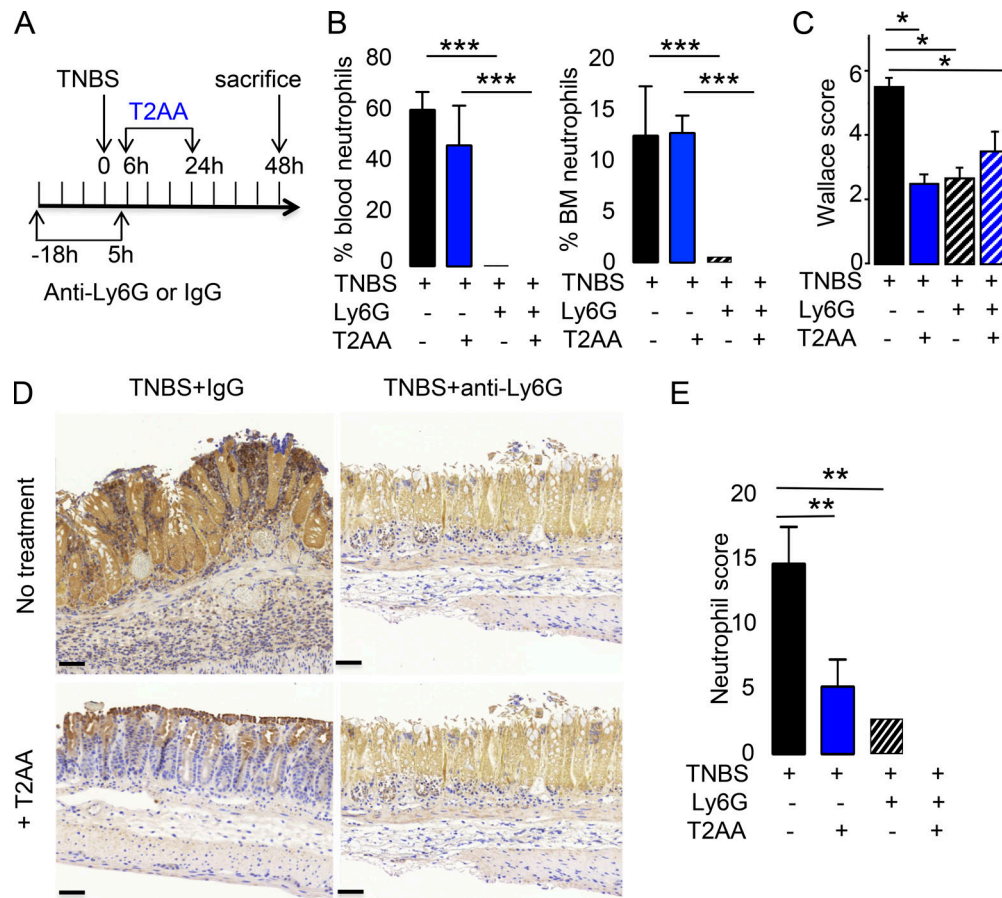 A
TNBS
sacrifice
T2AA
0 6h 24h 48h
-18h 5h
Anti-Ly6G or IgG
B
% blood neutrophils
80
60
40
20
0
***
***
TNBS + + + +
Ly6G - - + +
T2AA - + - +
% BM neutrophils
20
15
10
5
0
***
***
+ + + +
- - + +
- + - +
C
Wallace score
6
4
2
0
*
*
*
TNBS + + + +
Ly6G - - + +
T2AA - + - +
D
TNBS+IgG TNBS+anti-Ly6G
No treatment
+ T2AA
E
Neutrophil score
20
15
10
5
0
**
**
TNBS + + + +
Ly6G - - + +
T2AA - + - +